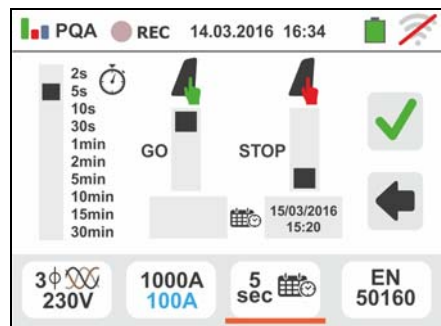 PQA REC 14.03.2016 16:34
2s
5s
10s
30s
1min
2min
5min
10min
15min
30min
GO
STOP
15/03/2016
15:20
3ϕ
230V
1000A
100A
5
sec
EN
50160